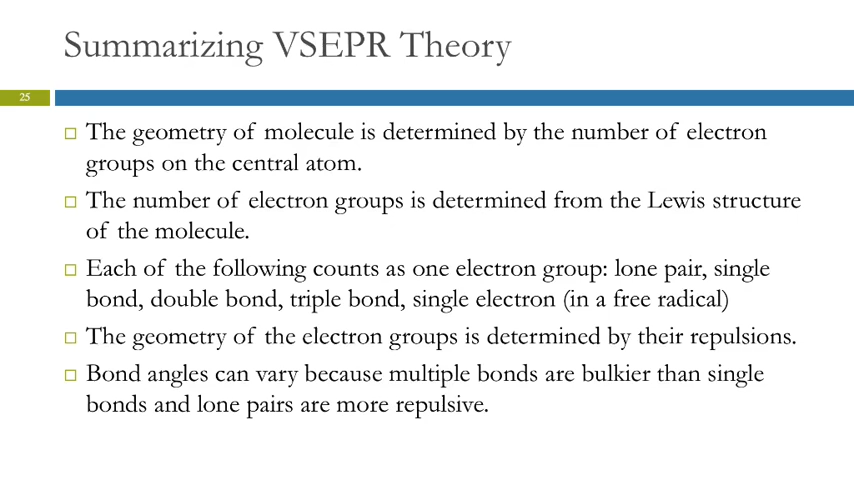 Summarizing VSEPR Theory
25
The geometry of molecule is determined by the number of electron
groups on the central atom.
The number of electron groups is determined from the Lewis structure
of the molecule.
Each of the following counts as one electron group: lone pair, single
bond, double bond, triple bond, single electron (in a free radical)
The geometry of the electron groups is determined by their repulsions.
Bond angles can vary because multiple bonds are bulkier than single
bonds and lone pairs are more repulsive.